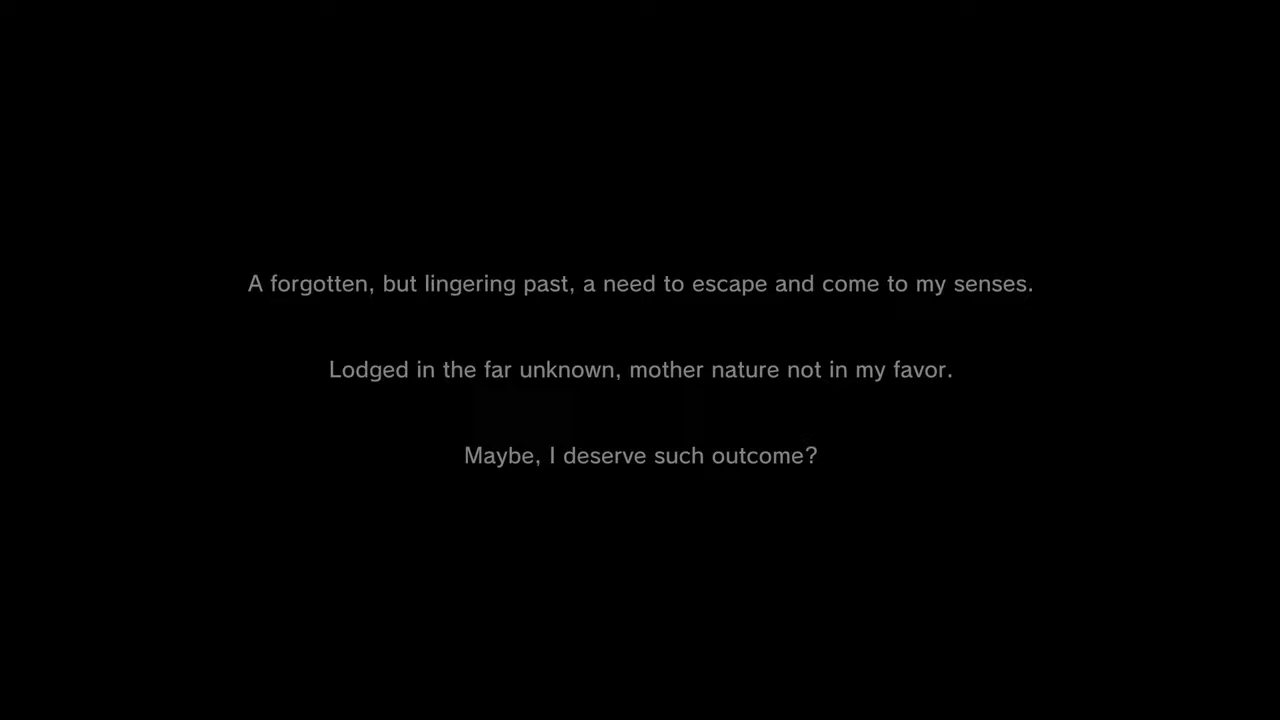 A forgotten, but lingering past, a need to escape and come to my senses.
Lodged in the far unknown, mother nature not in my favor.
Maybe, I deserve such outcome?